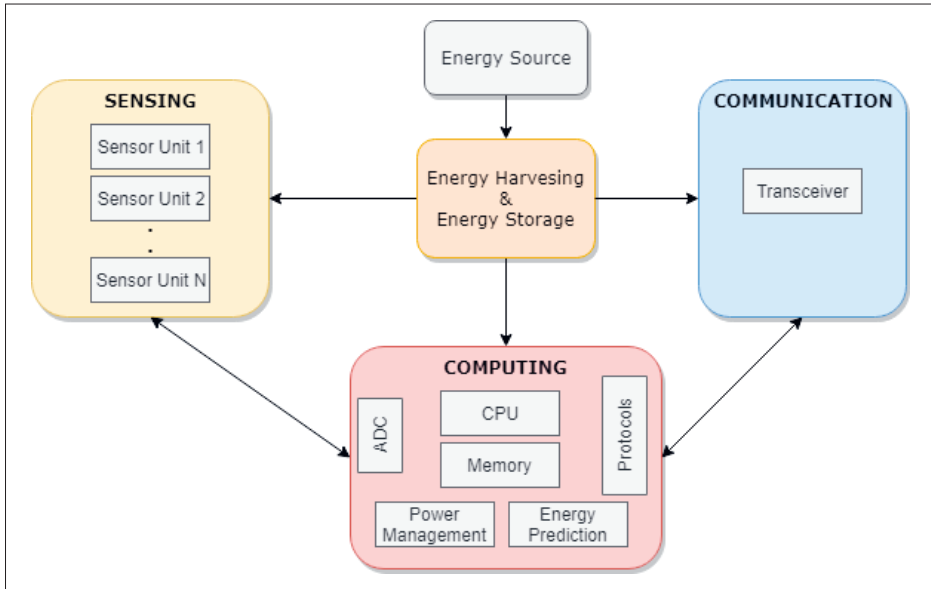 Energy Source
SENSING
Sensor Unit 1
Sensor Unit 2
.
.
Sensor Unit N
Energy Harvesing
&
Energy Storage
COMMUNICATION
Transceiver
COMPUTING
ADC
CPU
Memory
Protocols
Power
Management
Energy
Prediction